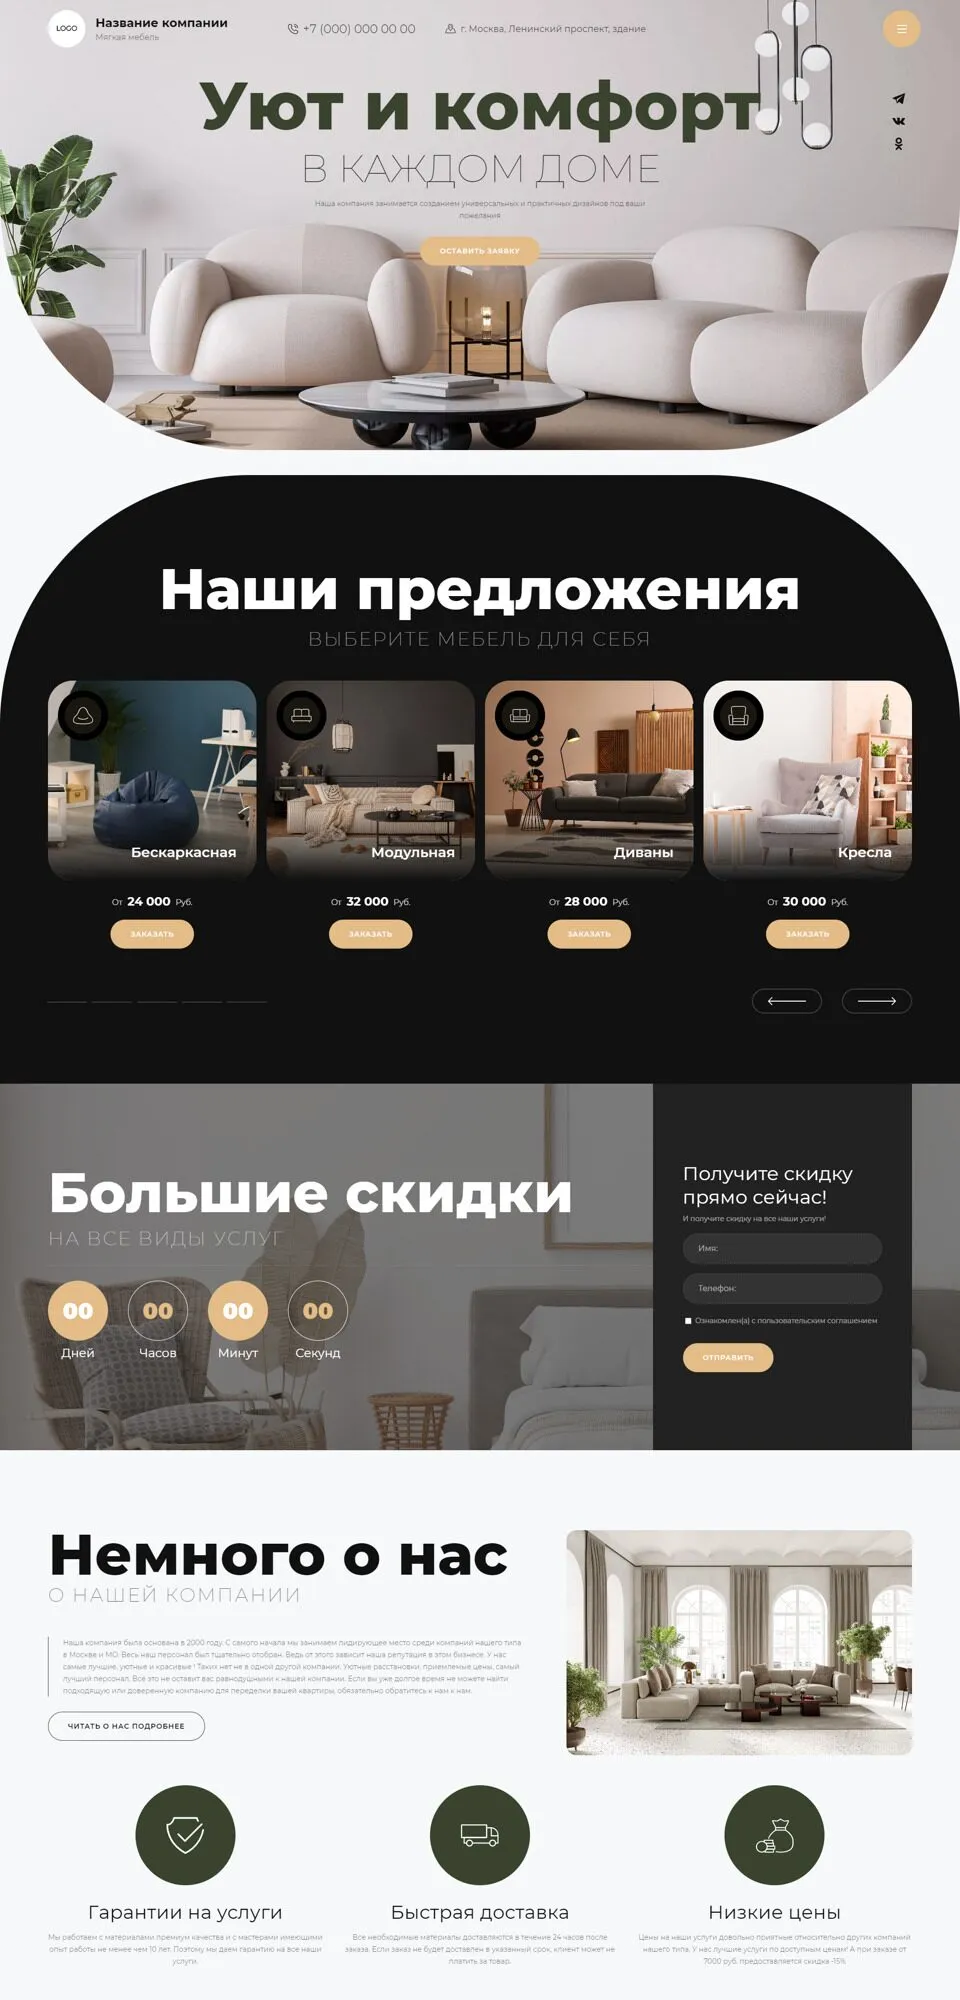 LOGO
Название компании
Мягкая мебель
+7 (000) 000 00 00
г. Москва, Ленинский проспект, здание
Уют и комфорт
В КАЖДОМ ДОМЕ
Наша компания занимается созданием универсальных и практичных дизайнов под ваши
пожелания
ОСТАВИТЬ ЗАЯВКУ
Наши предложения
ВЫБЕРИТЕ МЕБЕЛЬ ДЛЯ СЕБЯ
Бескаркасная
Модульная
Диваны
Кресла
От 24 000 Руб.
От 32 000 Руб.
От 28 000 Руб.
От 30 000 Руб.
ЗАКАЗАТЬ
ЗАКАЗАТЬ
ЗАКАЗАТЬ
ЗАКАЗАТЬ
Большие скидки
НА ВСЕ ВИДЫ УСЛУГ
00
00
00
00
Дней
Часов
Минут
Секунд
Получите скидку
прямо сейчас!
И получите скидку на все наши услуги!
Имя:
Телефон:
Ознакомлен(а) с пользовательским соглашением
ОТПРАВИТЬ
Немного о нас
О НАШЕЙ КОМПАНИИ
Наша компания была основана в 2000 году. С самого начала мы занимаем лидирующее место среди компаний нашего типа
в Москве и МО. Весь наш персонал был тщательно отобран. Ведь от этого зависит наша репутация в этом бизнесе. У нас
самые лучшие, уютные и красивые ! Таких нет не в одной другой компании. Уютные расстановки, приемлемые цены, самый
лучший персонал. Всё это не оставит вас равнодушными к нашей компании. Если вы уже долгое время не можете найти
подходящую или доверенную компанию для переделки вашей квартиры, обязательно обратитесь к нам к нам.
ЧИТАТЬ О НАС ПОДРОБНЕЕ
Гарантии на услуги
Мы работаем с материалами премиум качества и с мастерами имеющими
опыт работы не менее чем 10 лет. Поэтому мы даем гарантию на все наши
услуги.
Быстрая доставка
Все необходимые материалы доставляются в течение 24 часов после
заказа. Если заказ не будет доставлен в указанный срок, клиент может не
платить за товар.
Низкие цены
Цены на наши услуги довольно приятные относительно других компаний
нашего типа. У нас лучшие услуги по доступным ценам! А при заказе от
7000 руб. предоставляется скидка -15%